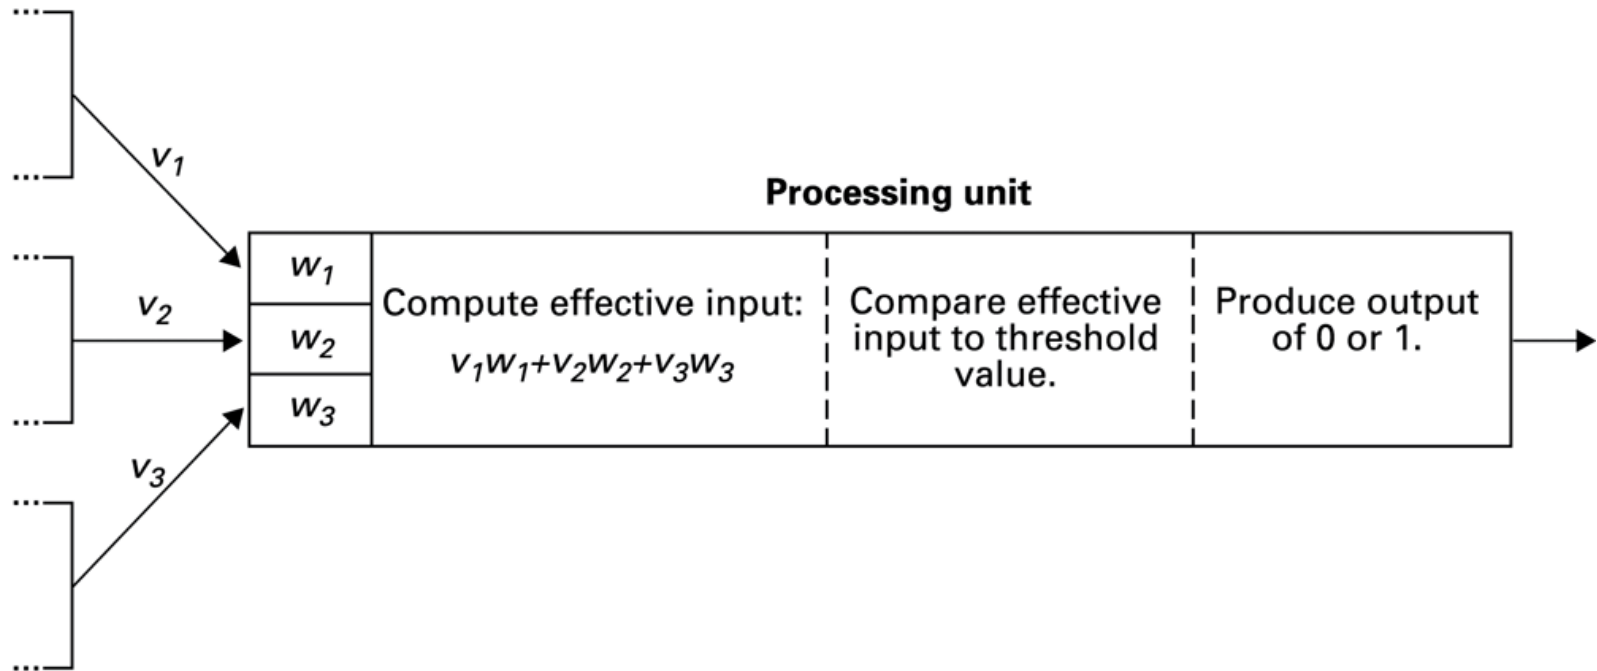 v₁
Processing unit
w₁
v₂
w₂
w₃
v₃
Compute effective input:
v₁w₁+v₂w₂+v₃w₃
Compare effective
input to threshold
value.
Produce output
of 0 or 1.